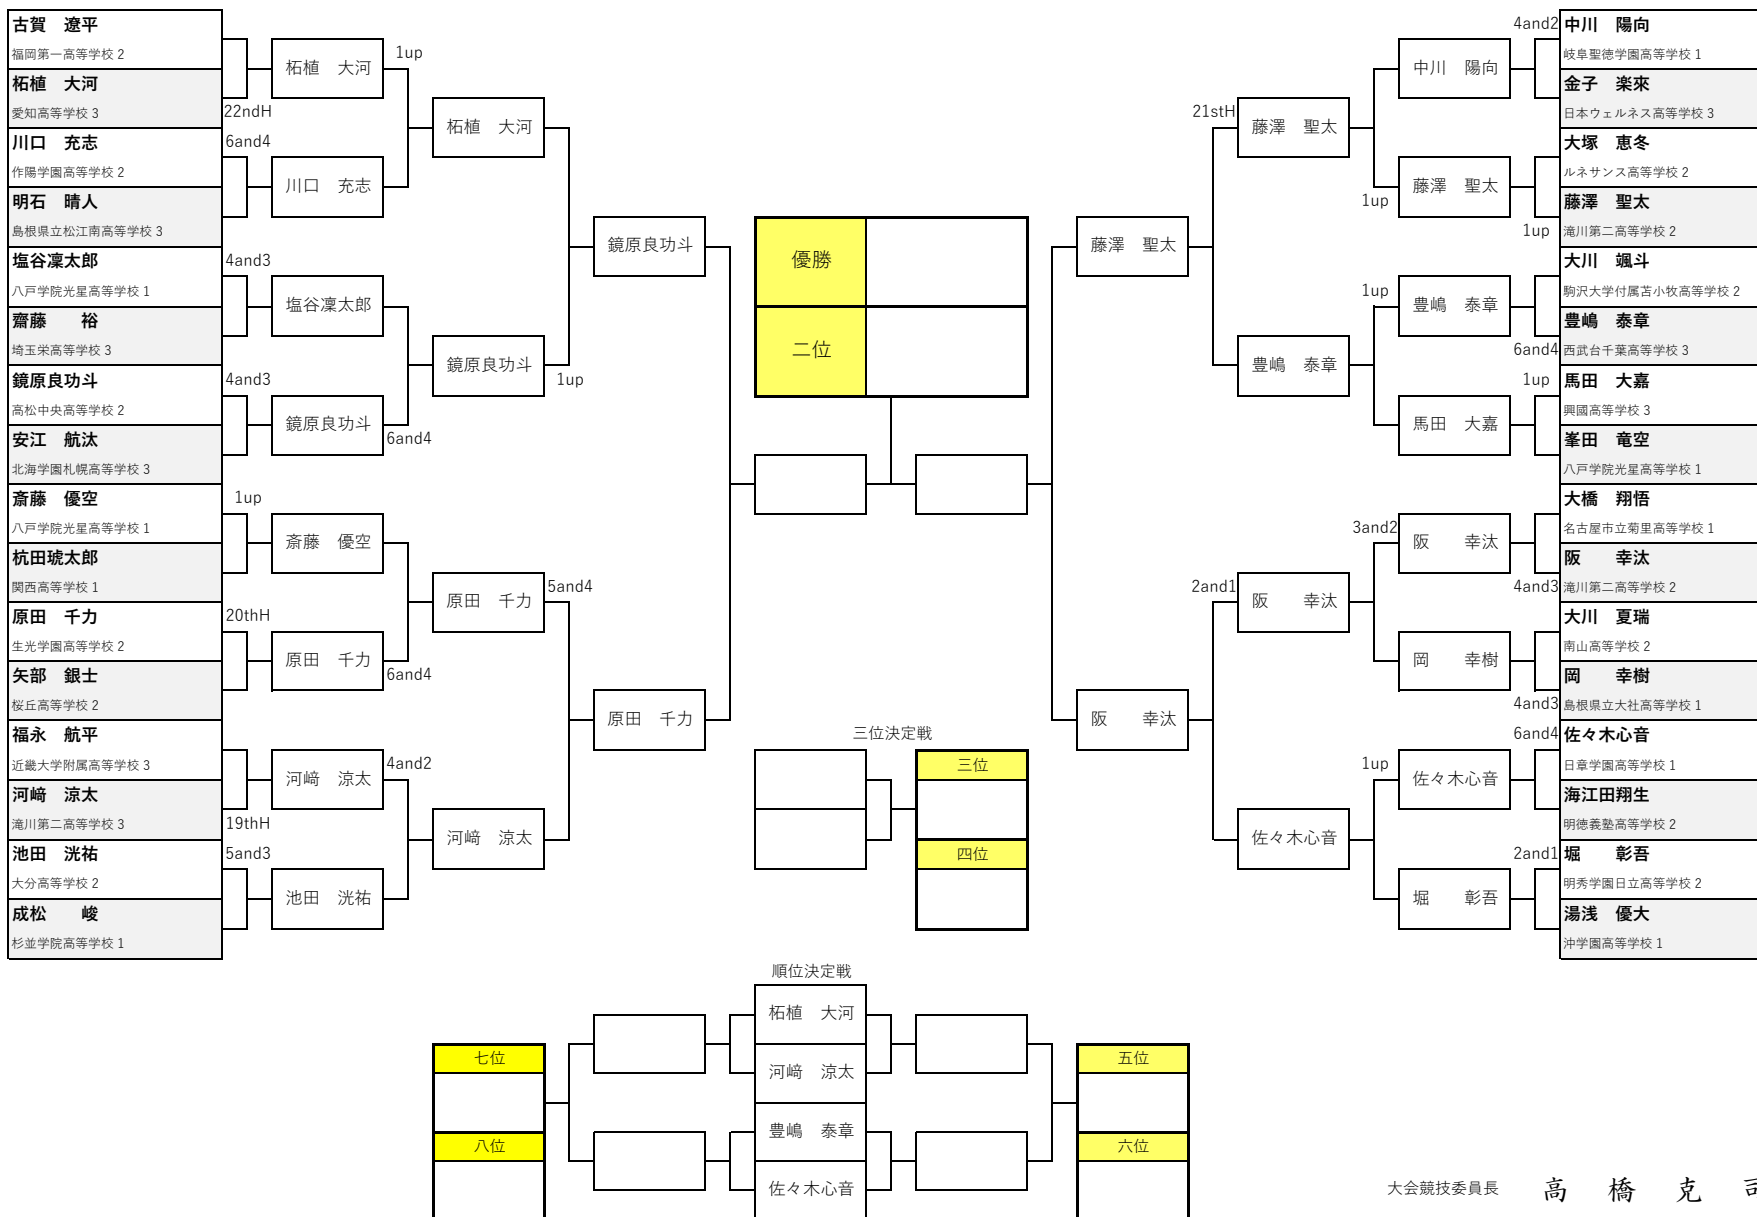 古賀　遼平
福岡第一高等学校 2
柘植　大河
愛知高等学校 3
川口　充志
作陽学園高等学校 2
明石　晴人
島根県立松江南高等学校 3
塩谷凜太郎
八戸学院光星高等学校 1
齋藤　　裕
埼玉栄高等学校 3
鏡原良功斗
高松中央高等学校 2
安江　航汰
北海学園札幌高等学校 3
斎藤　優空
八戸学院光星高等学校 1
杭田琥太郎
関西高等学校 1
原田　千力
生光学園高等学校 2
矢部　銀士
桜丘高等学校 2
福永　航平
近畿大学附属高等学校 3
河﨑　涼太
滝川第二高等学校 3
池田　洸祐
大分高等学校 2
成松　　峻
杉並学院高等学校 1
22ndH
6and4
4and3
4and3
1up
20thH
19thH
5and3
柘植　大河
川口　充志
塩谷凜太郎
鏡原良功斗
斎藤　優空
原田　千力
河﨑　涼太
池田　洸祐
1up
6and4
6and4
4and2
柘植　大河
鏡原良功斗
原田　千力
河﨑　涼太
1up
5and4
鏡原良功斗
原田　千力
優勝
二位
三位決定戦
三位
四位
藤澤　聖太
阪　　幸汰
21stH
2and1
藤澤　聖太
豊嶋　泰章
阪　　幸汰
佐々木心音
1up
1up
3and2
1up
中川　陽向
藤澤　聖太
豊嶋　泰章
馬田　大嘉
阪　　幸汰
岡　　幸樹
佐々木心音
堀　　彰吾
4and2
1up
6and4
1up
4and3
4and3
6and4
2and1
中川　陽向
岐阜聖徳学園高等学校 1
金子　楽來
日本ウェルネス高等学校 3
大塚　恵冬
ルネサンス高等学校 2
藤澤　聖太
滝川第二高等学校 2
大川　颯斗
駒沢大学付属苫小牧高等学校 2
豊嶋　泰章
西武台千葉高等学校 3
馬田　大嘉
興國高等学校 3
峯田　竜空
八戸学院光星高等学校 1
大橋　翔悟
名古屋市立菊里高等学校 1
阪　　幸汰
滝川第二高等学校 2
大川　夏瑞
南山高等学校 2
岡　　幸樹
島根県立大社高等学校 1
佐々木心音
日章学園高等学校 1
海江田翔生
明徳義塾高等学校 2
堀　　彰吾
明秀学園日立高等学校 2
湯浅　優大
沖学園高等学校 1
順位決定戦
柘植　大河
河﨑　涼太
豊嶋　泰章
佐々木心音
七位
八位
五位
六位
大会競技委員長　高　橋　克　司